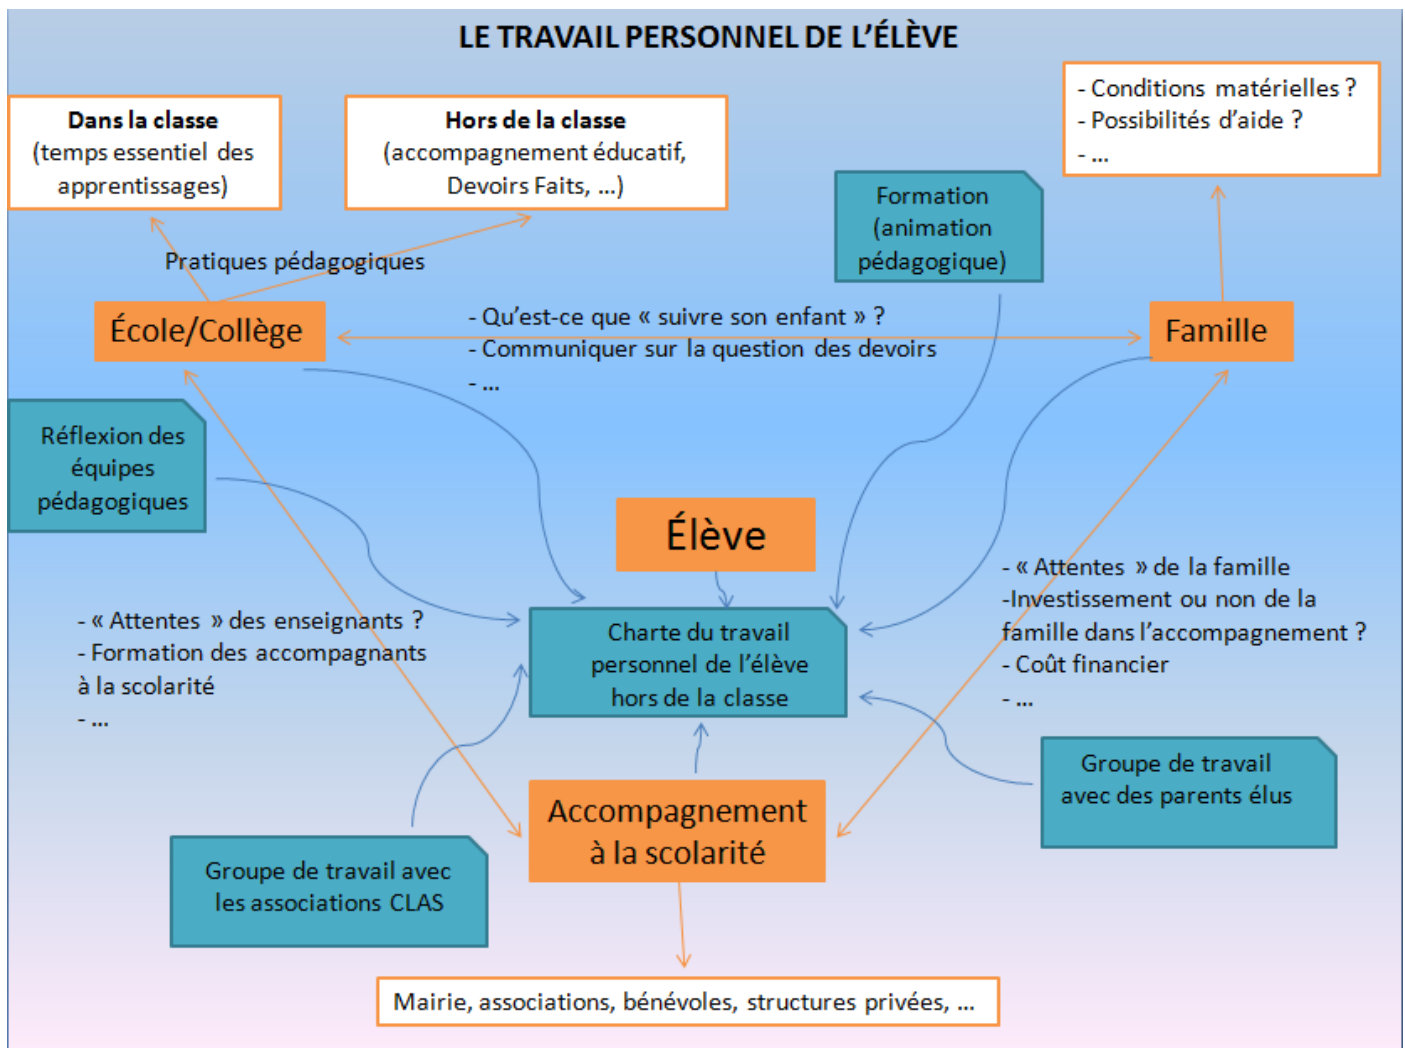 LE TRAVAIL PERSONNEL DE L'ÉLÈVE
Dans la classe
(temps essentiel des
apprentissages)
Hors de la classe
(accompagnement éducatif,
Devoirs Faits, …)
- Conditions matérielles ?
- Possibilités d'aide ?
- …
Formation
(animation
pédagogique)
Pratiques pédagogiques
École/Collège
- Qu'est-ce que « suivre son enfant » ?
- Communiquer sur la question des devoirs
- …
Famille
Réflexion des
équipes
pédagogiques
Élève
- « Attentes » des enseignants ?
- Formation des accompagnants
à la scolarité
- …
Charte du travail
personnel de l'élève
hors de la classe
- « Attentes » de la famille
-Investissement ou non de la
famille dans l'accompagnement ?
- Coût financier
- …
Groupe de travail
avec des parents élus
Accompagnement
à la scolarité
Groupe de travail avec
les associations CLAS
Mairie, associations, bénévoles, structures privées, …